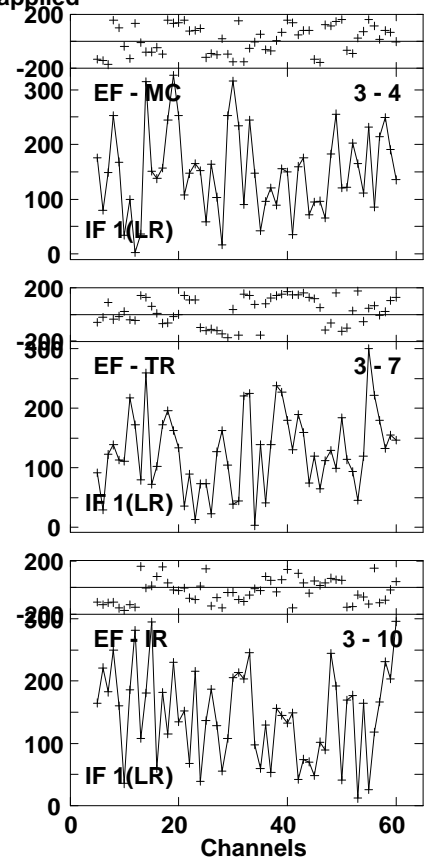 applied
200
-200
300
EF - MC 3 - 4
200
100
IF 1(LR)
0
200
-200
300
EF - TR 3 - 7
200
100
IF 1(LR)
0
200
-200
300
EF - IR 3 - 10
200
100
IF 1(LR)
0
0 20 40 60
Channels